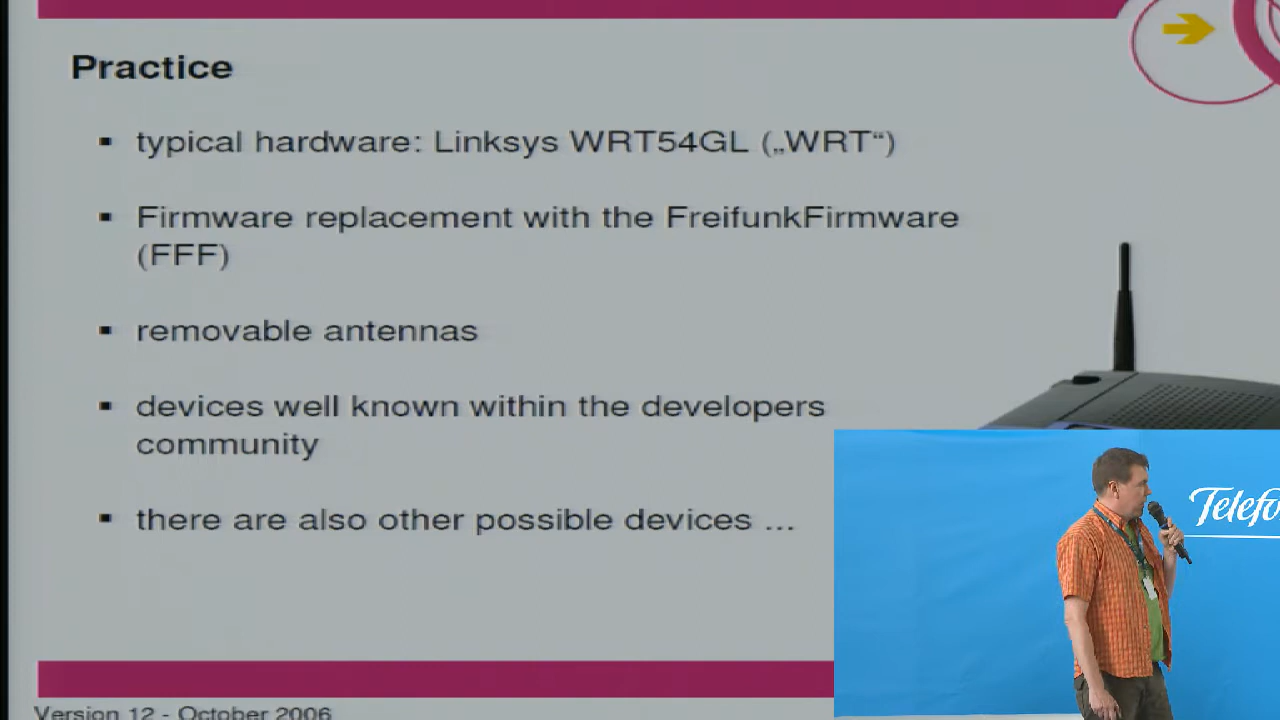 Practice
▪ typical hardware: Linksys WRT54GL („WRT“)
▪ Firmware replacement with the FreifunkFirmware
(FFF)
▪ removable antennas
▪ devices well known within the developers
community
▪ there are also other possible devices ...
Telefó
Version 12 - October 2006